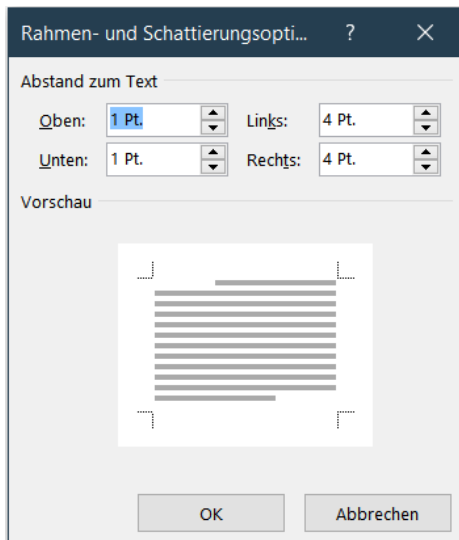 Rahmen- und Schattierungsopti... ?
Abstand zum Text
Oben: 1 Pt. Links: 4 Pt.
Unten: 1 Pt. Rechts: 4 Pt.
Vorschau
OK Abbrechen